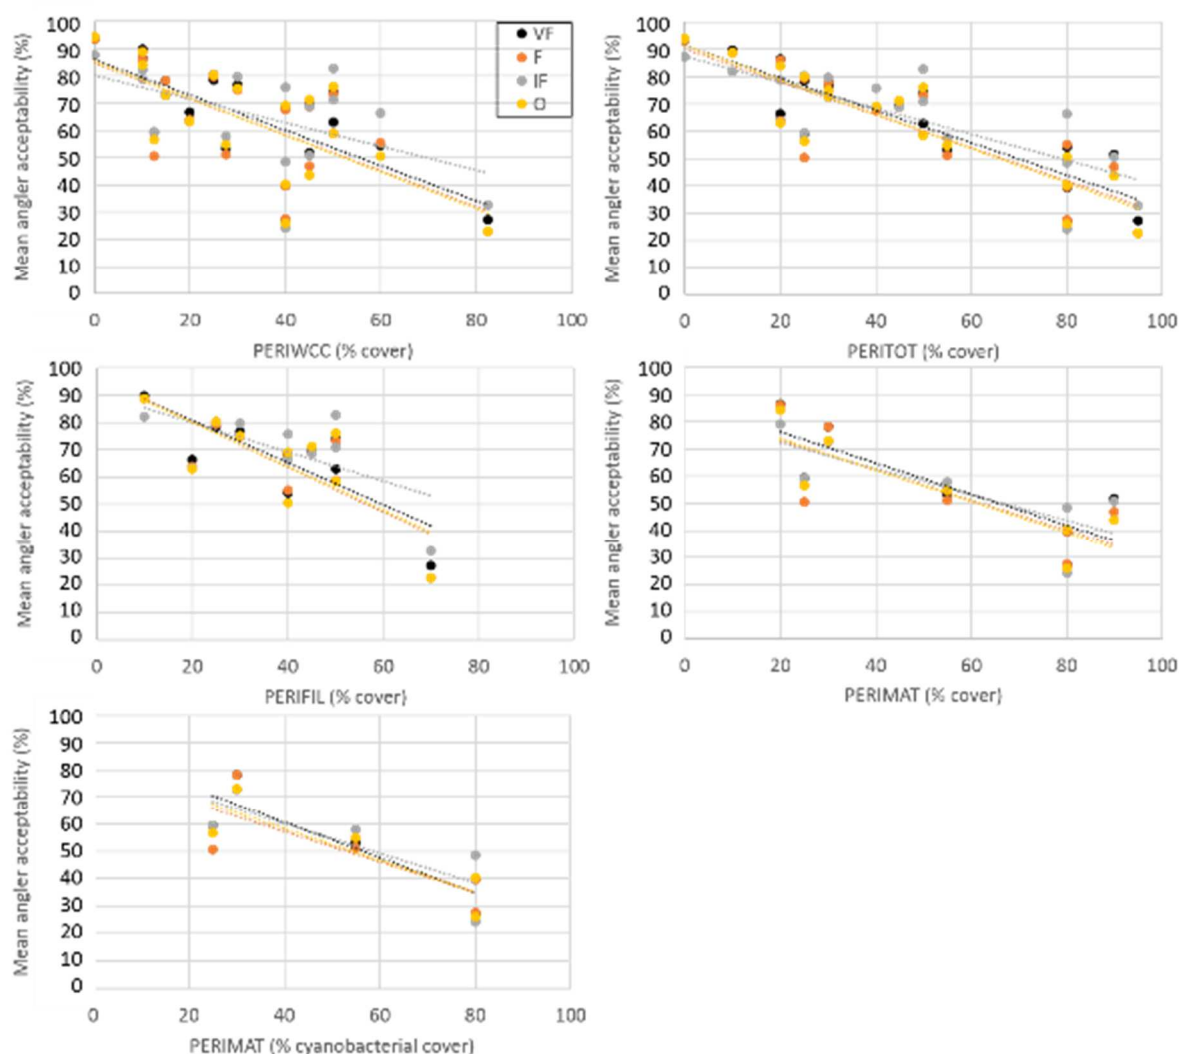 Mean angler acceptability (%)
100
90
80
70
60
50
40
30
20
10
0
0 20 40 60 80 100
PERIWCC (% cover)
VF
F
IF
O
Mean angler acceptability (%)
100
90
80
70
60
50
40
30
20
10
0
0 20 40 60 80 100
PERITOT (% cover)
Mean angler acceptability (%)
100
90
80
70
60
50
40
30
20
10
0
0 20 40 60 80 100
PERIFIL (% cover)
Mean angler acceptability (%)
100
90
80
70
60
50
40
30
20
10
0
0 20 40 60 80 100
PERIMAT (% cover)
Mean angler acceptability (%)
100
90
80
70
60
50
40
30
20
10
0
0 20 40 60 80 100
PERIMAT (% cyanobacterial cover)